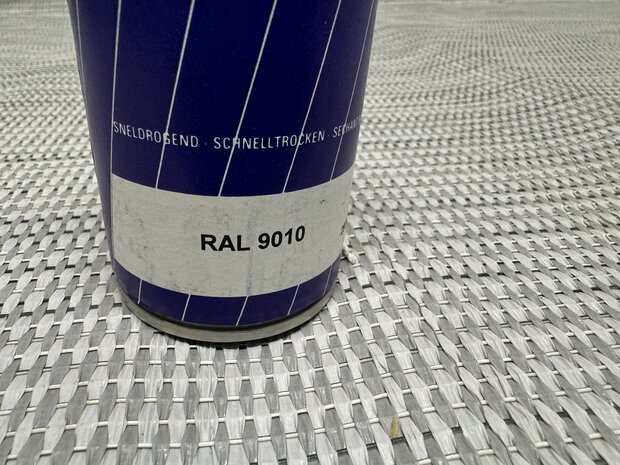 SNELDROGEND · SCHNELLTROCKEN ·
RAL 9010